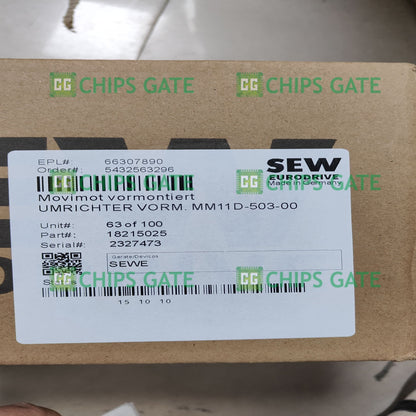 CHIPS GATE CHIPS GATE
EPL#: 66307890
Order#: 5432563296
SEW
EURODRIVE
Made in Germany
Movimot vormontiert
UMRICHTER VORM. MM11D-503-00
CHIPS GATE CHIPS GATE
Unit#: 63 of 100
Part#: 18215025
Serial#: 2327473
Geräte/Devices
SEWE
CHIPS GATE CHIPS GATE
15 10 10
CHIPS GATE CHIPS GATE